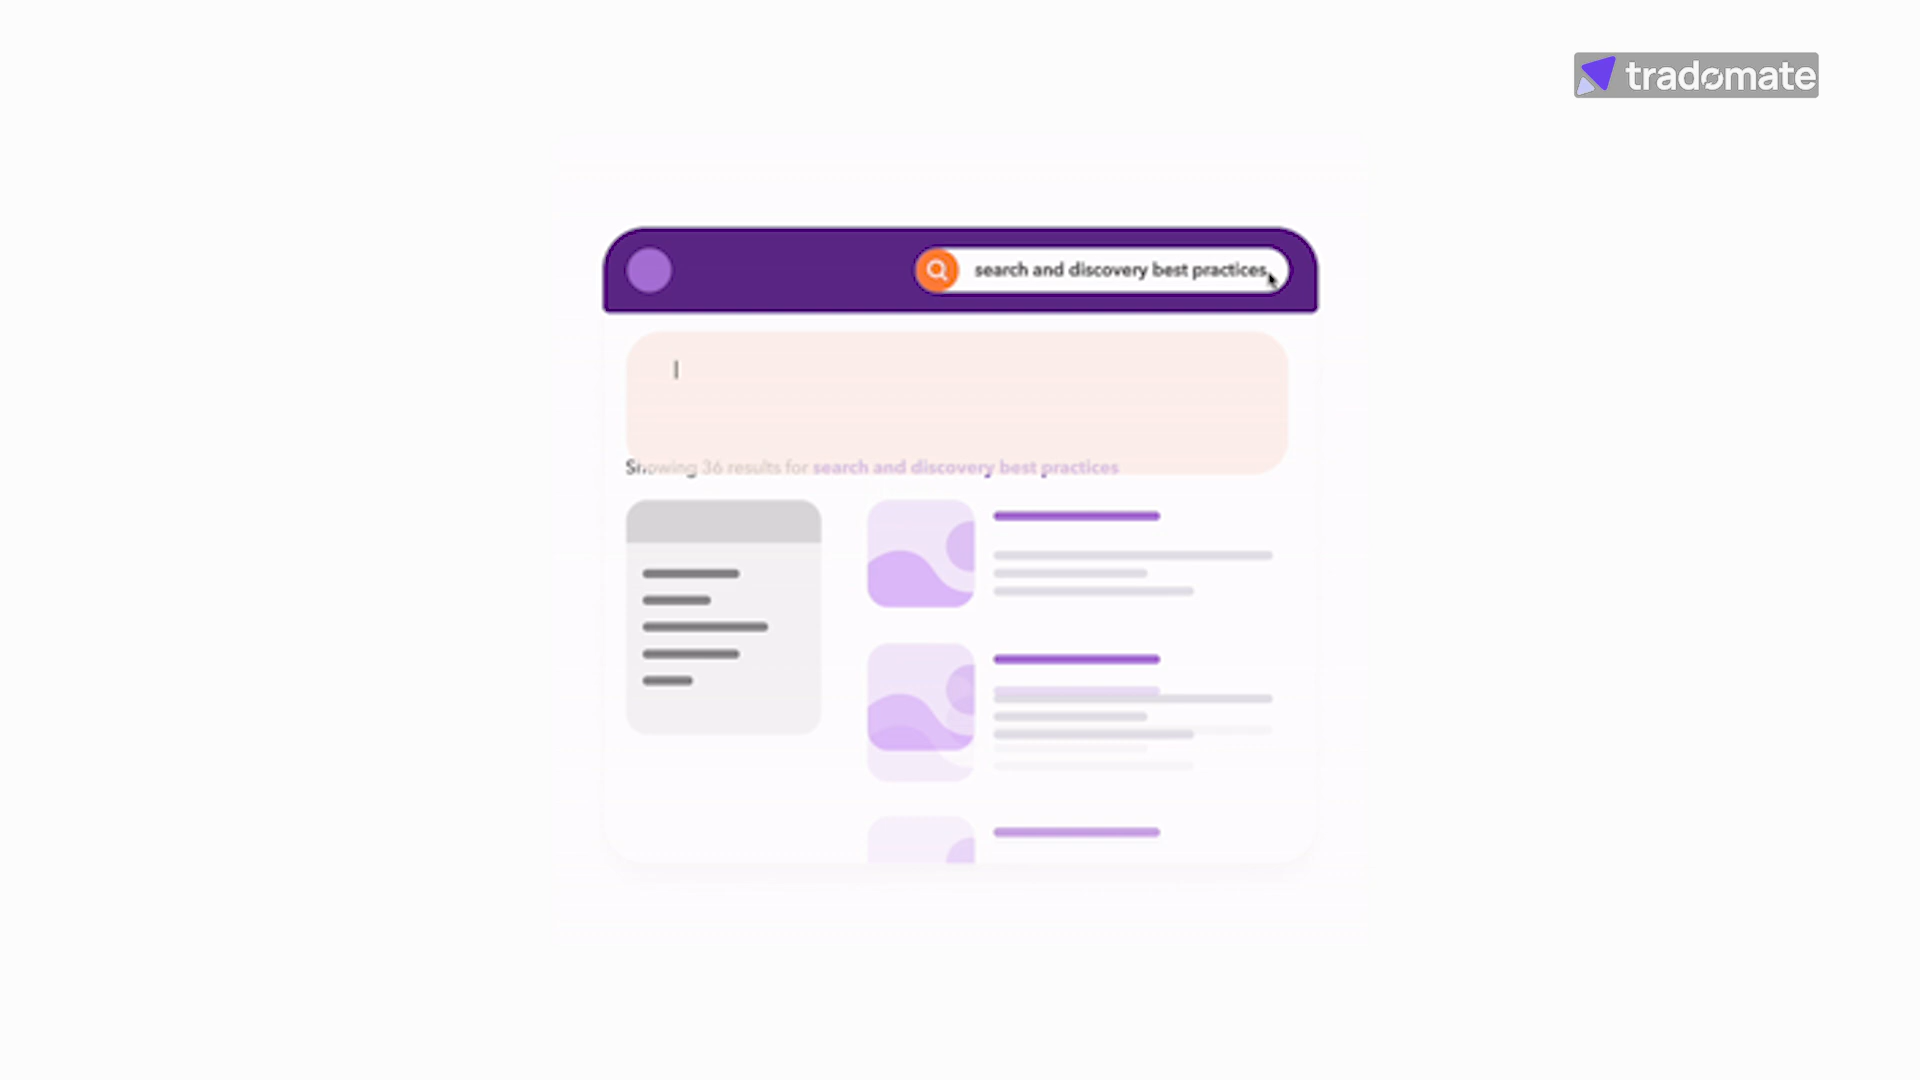 tradomate
search and discovery best practices
Showing 36 results for search and discovery best practices